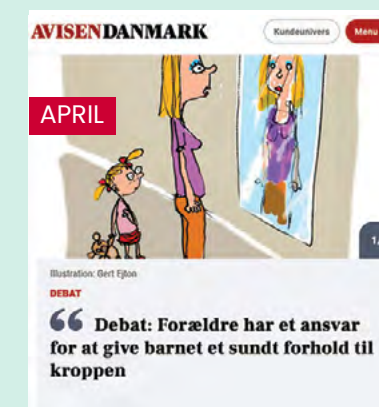 AVISENDANMARK
Kundeunivers
Menu
APRIL
1.
Illustration: Gert Ejton
DEBAT
Debat: Forældre har et ansvar
for at give barnet et sundt forhold til
kroppen